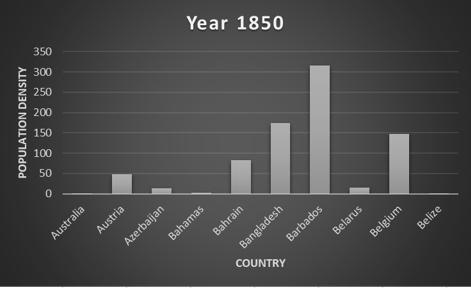 Year 1850
POPULATION DENSITY
350
300
250
200
150
100
50
0
Australia
Austria
Azerbaijan
Bahamas
Bahrain
Bangladesh
Barbados
Belarus
Belgium
Belize
COUNTRY